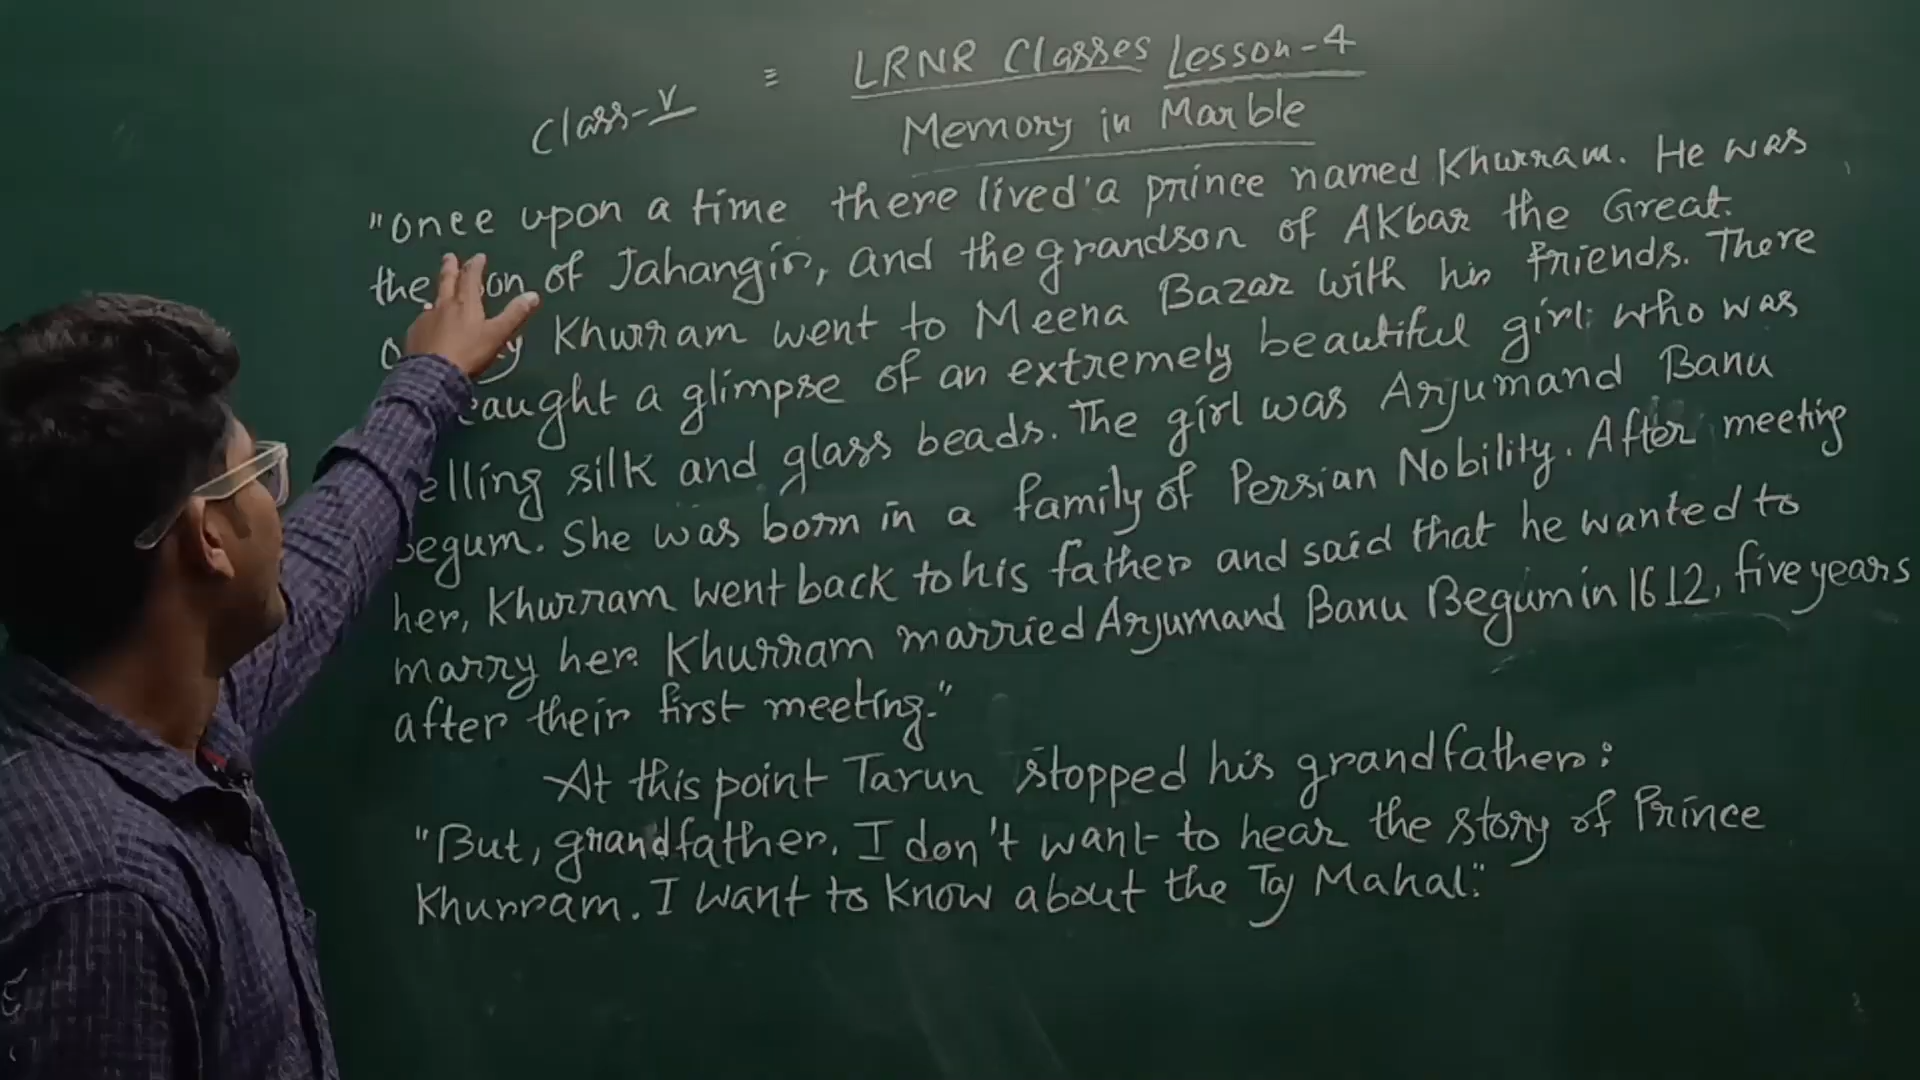 LRNR Classes Lesson-4
Class-V
Memory in Marble
"Once upon a time there lived a prince named Khurram. He was
the son of Jahangir, and the grandson of Akbar the Great.
Khurram went to Meena Bazar with his friends. There
caught a glimpse of an extremely beautiful girl who was
selling silk and glass beads. The girl was Arjumand Banu
Begum. She was born in a family of Persian Nobility. After meeting
her, Khurram went back to his father and said that he wanted to
marry her. Khurram married Arjumand Banu Begum in 1612, five years
after their first meeting."
At this point Tarun stopped his grandfather:
"But, grandfather. I don't want to hear the story of Prince
Khurram. I want to know about the Taj Mahal."